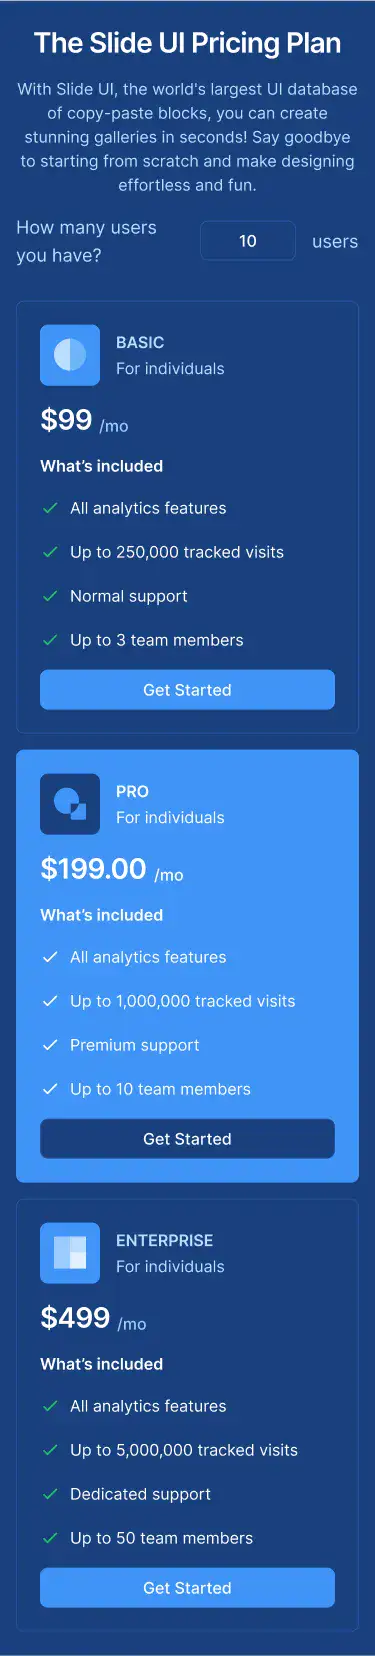 The Slide UI Pricing Plan
With Slide UI, the world's largest UI database
of copy-paste blocks, you can create
stunning galleries in seconds! Say goodbye
to starting from scratch and make designing
effortless and fun.
How many users
you have?
10
users
BASIC
For individuals
$99 /mo
What's included
All analytics features
Up to 250,000 tracked visits
Normal support
Up to 3 team members
Get Started
PRO
For individuals
$199.00 /mo
What's included
All analytics features
Up to 1,000,000 tracked visits
Premium support
Up to 10 team members
Get Started
ENTERPRISE
For individuals
$499 /mo
What's included
All analytics features
Up to 5,000,000 tracked visits
Dedicated support
Up to 50 team members
Get Started